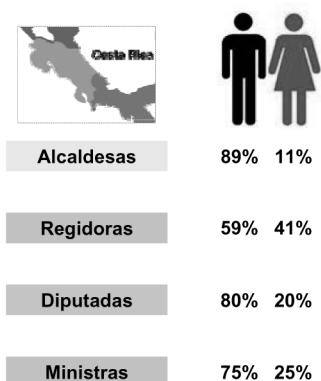 Costa Rica
Alcaldesas 89% 11%
Regidoras 59% 41%
Diputadas 80% 20%
Ministras 75% 25%